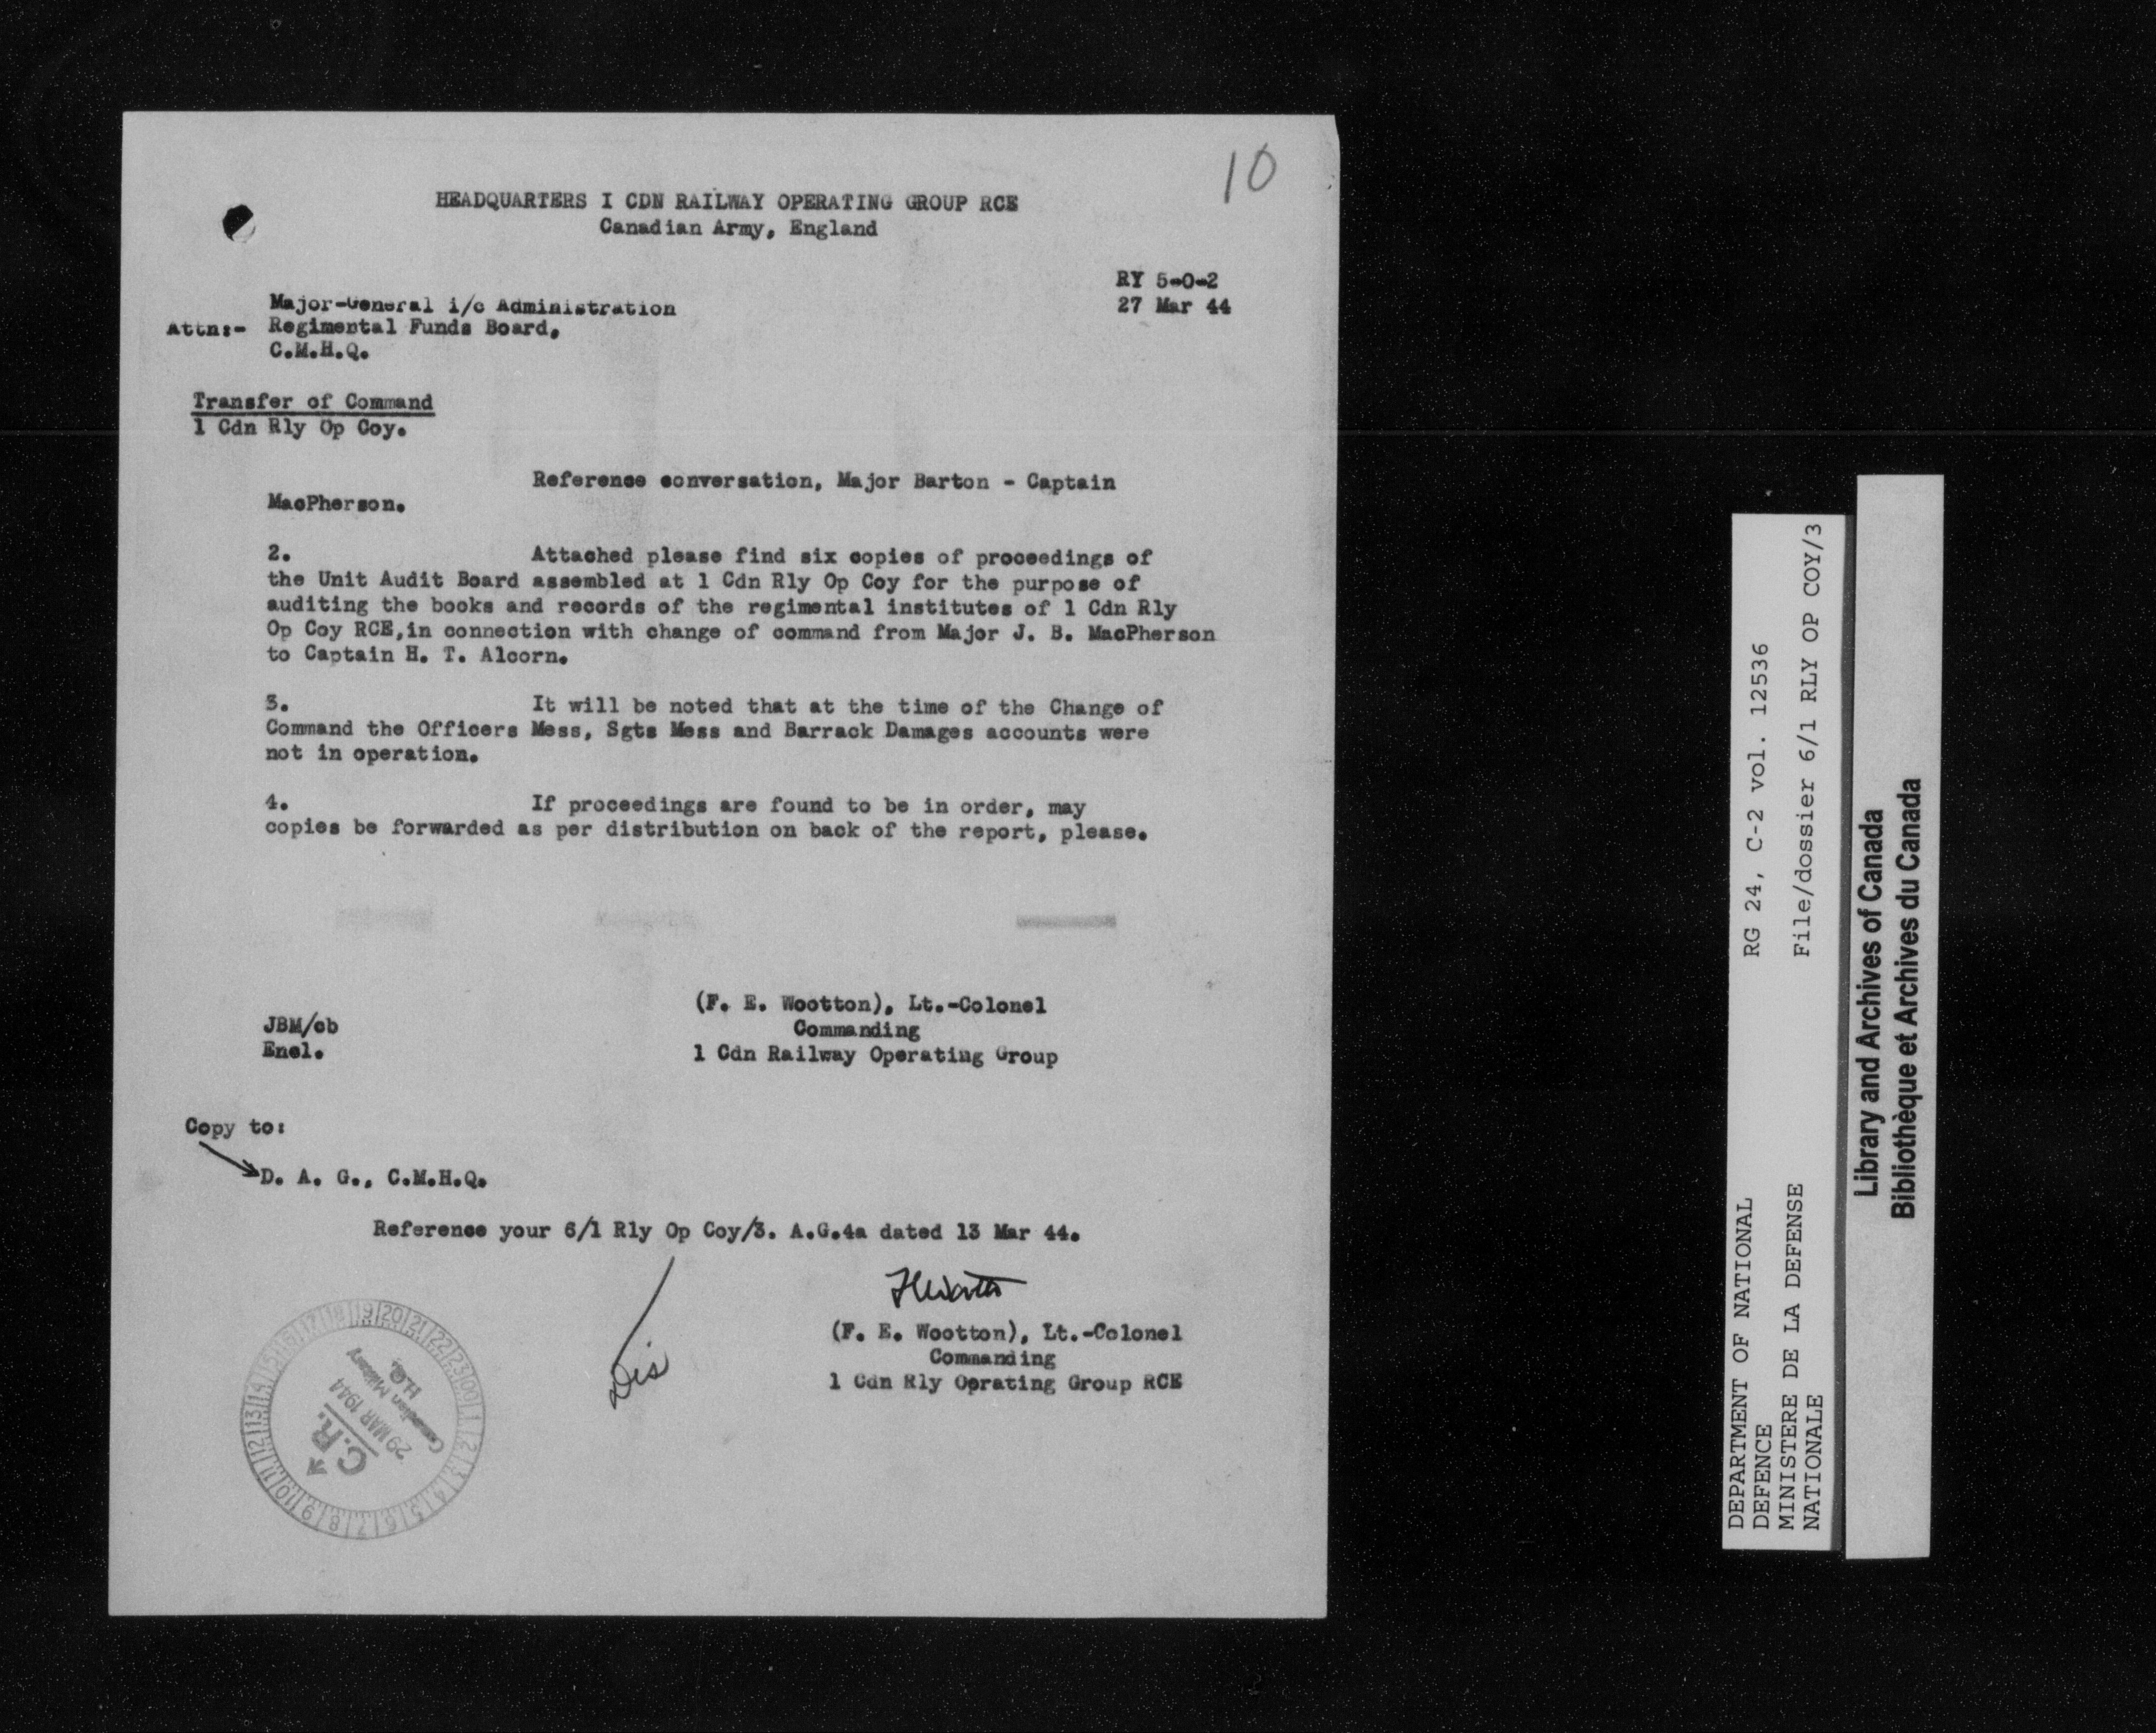 10
HEADQUARTERS I CDN RAILWAY OPERATING GROUP RCE
Canadian Army, England
RY 5-0-2
27 Mar 44
Major-General i/c Administration
Attn:- Regimental Funds Board,
C.M.H.Q.
Transfer of Command
1 Cdn Rly Op Coy.
Reference conversation, Major Barton - Captain
MacPherson.
2. Attached please find six copies of proceedings of
the Unit Audit Board assembled at 1 Cdn Rly Op Coy for the purpose of
auditing the books and records of the regimental institutes of 1 Cdn Rly
Op Coy RCE,in connection with change of command from Major J. B. MacPherson
to Captain H. T. Alcorn.
3. It will be noted that at the time of the Change of
Command the Officers Mess, Sgts Mess and Barrack Damages accounts were
not in operation.
4. If proceedings are found to be in order, may
copies be forwarded as per distribution on back of the report, please.
(F. E. Wootton), Lt.-Colonel
Commanding
1 Cdn Railway Operating Group
JBM/cb
Encl.
Copy to:
D. A. G., C.M.H.Q.
Reference your 6/1 Rly Op Coy/3. A.G.4a dated 13 Mar 44.
(F. E. Wootton), Lt.-Colonel
Commanding
1 Cdn Rly Oprating Group RCE
C.R.
29 MAR 1944
Canadian Military
H.Q.
DEPARTMENT OF NATIONAL
DEFENCE
MINISTERE DE LA DEFENSE
NATIONALE
RG 24, C-2 vol. 12536
File/dossier 6/1 RLY OP COY/3
Library and Archives of Canada
Bibliothèque et Archives du Canada